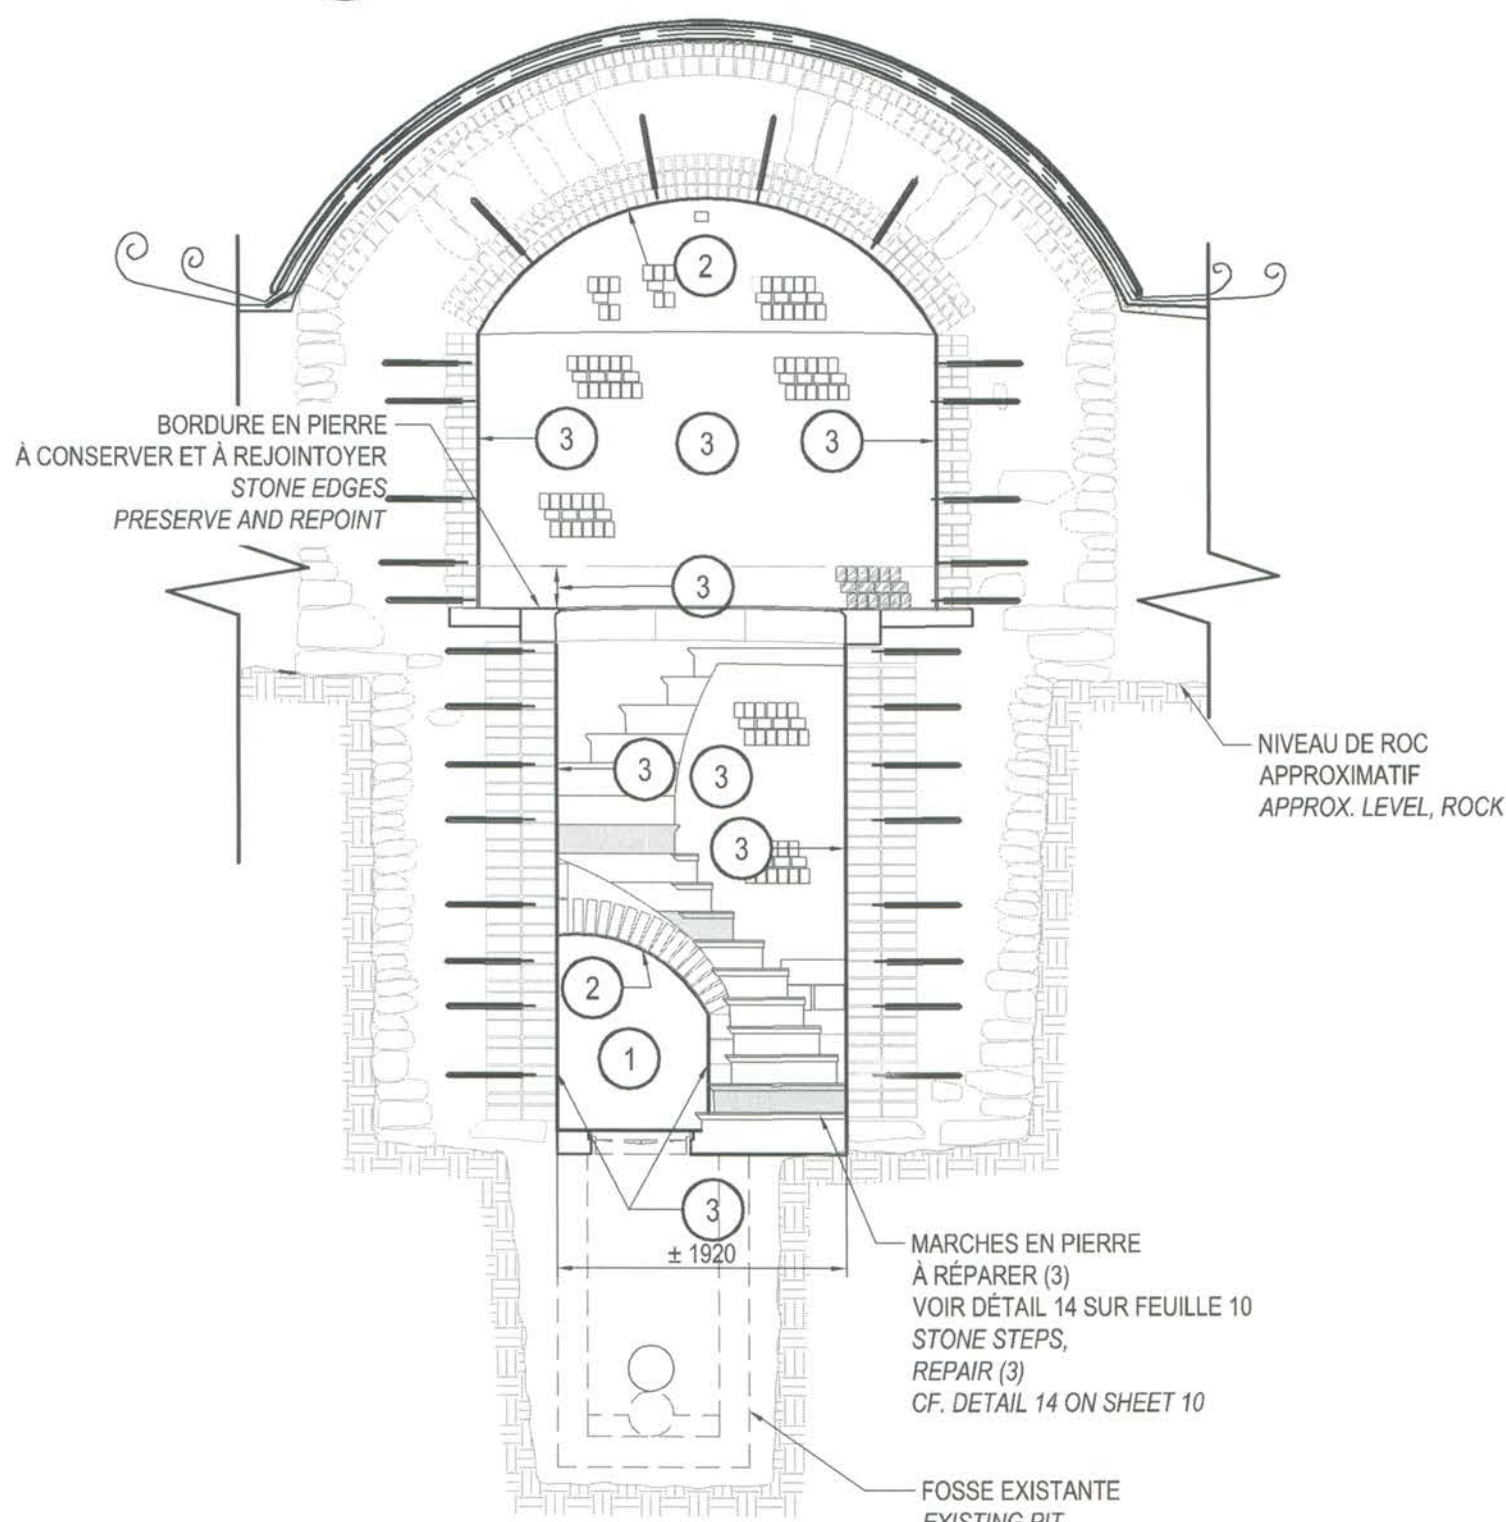 2
3
3
3
BORDURE EN PIERRE
À CONSERVER ET À REJOINTOYER
STONE EDGES
PRESERVE AND REPOINT
3
NIVEAU DE ROC
APPROXIMATIF
APPROX. LEVEL, ROCK
3
3
3
2
1
3
± 1920
MARCHES EN PIERRE
À RÉPARER (3)
VOIR DÉTAIL 14 SUR FEUILLE 10
STONE STEPS,
REPAIR (3)
CF. DETAIL 14 ON SHEET 10
FOSSE EXISTANTE
EXISTING PIT